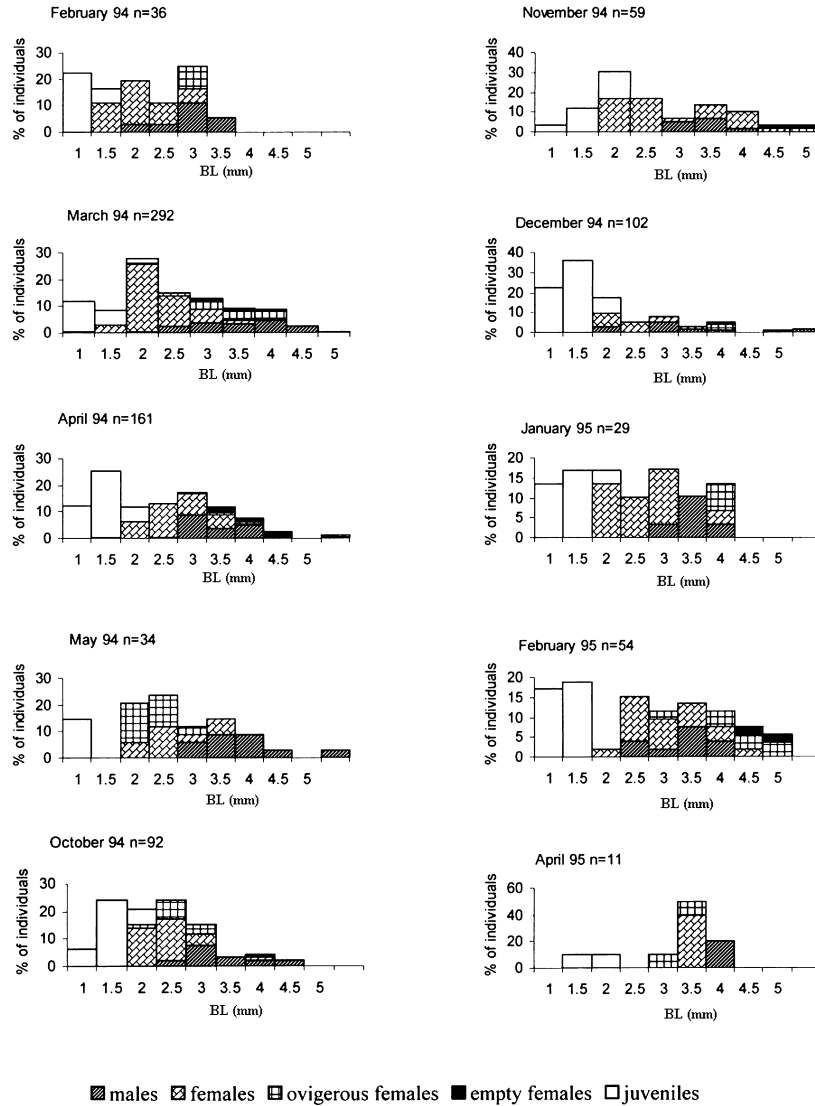 February 94 n=36
% of individuals
30
20
10
0
1 1.5 2 2.5 3 3.5 4 4.5 5
BL (mm)
March 94 n=292
% of individuals
30
20
10
0
1 1.5 2 2.5 3 3.5 4 4.5 5
BL (mm)
April 94 n=161
% of individuals
30
20
10
0
1 1.5 2 2.5 3 3.5 4 4.5 5
BL (mm)
May 94 n=34
% of individuals
30
20
10
0
1 1.5 2 2.5 3 3.5 4 4.5 5
BL (mm)
October 94 n=92
% of individuals
30
20
10
0
1 1.5 2 2.5 3 3.5 4 4.5 5
BL (mm)
November 94 n=59
% of individuals
40
30
20
10
0
1 1.5 2 2.5 3 3.5 4 4.5 5
BL (mm)
December 94 n=102
% of individuals
40
30
20
10
0
1 1.5 2 2.5 3 3.5 4 4.5 5
BL (mm)
January 95 n=29
% of individuals
20
15
10
5
0
1 1.5 2 2.5 3 3.5 4 4.5 5
BL (mm)
February 95 n=54
% of individuals
20
15
10
5
0
1 1.5 2 2.5 3 3.5 4 4.5 5
BL (mm)
April 95 n=11
% of individuals
60
40
20
0
1 1.5 2 2.5 3 3.5 4 4.5 5
BL (mm)
males females ovigerous females empty females juveniles